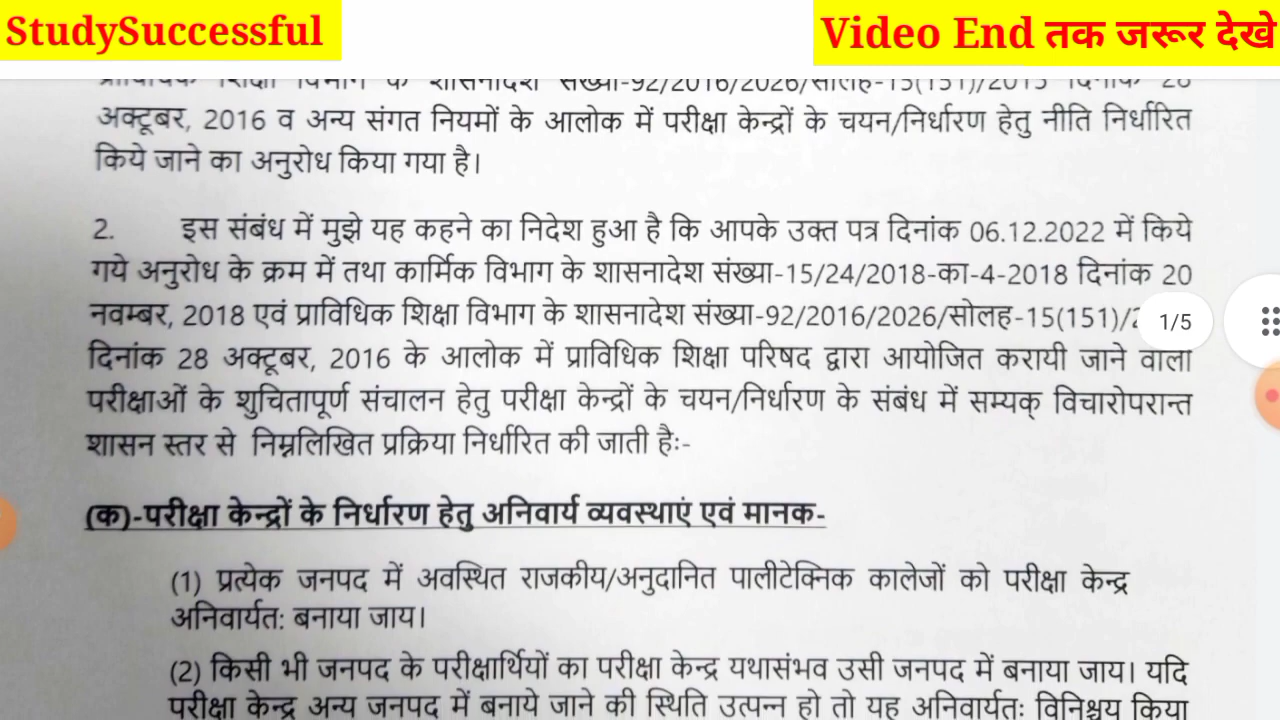 StudySuccessful
Video End तक जरूर देखे
अक्टूबर, 2016 व अन्य संगत नियमों के आलोक में परीक्षा केन्द्रों के चयन/निर्धारण हेतु नीति निर्धारित
किये जाने का अनुरोध किया गया है।
2. इस संबंध में मुझे यह कहने का निदेश हुआ है कि आपके उक्त पत्र दिनांक 06.12.2022 में किये
गये अनुरोध के क्रम में तथा कार्मिक विभाग के शासनादेश संख्या-15/24/2018-का-4-2018 दिनांक 20
नवम्बर, 2018 एवं प्राविधिक शिक्षा विभाग के शासनादेश संख्या-92/2016/2026/सोलह-15(151)/
1/5
दिनांक 28 अक्टूबर, 2016 के आलोक में प्राविधिक शिक्षा परिषद द्वारा आयोजित करायी जाने वाला
परीक्षाओं के शुचितापूर्ण संचालन हेतु परीक्षा केन्द्रों के चयन/निर्धारण के संबंध में सम्यक् विचारोपरान्त
शासन स्तर से निम्नलिखित प्रक्रिया निर्धारित की जाती हैः-
(क)-परीक्षा केन्द्रों के निर्धारण हेतु अनिवार्य व्यवस्थाएं एवं मानक-
(1) प्रत्येक जनपद में अवस्थित राजकीय/अनुदानित पालीटेक्निक कालेजों को परीक्षा केन्द्र
अनिवार्यत: बनाया जाय।
(2) किसी भी जनपद के परीक्षार्थियों का परीक्षा केन्द्र यथासंभव उसी जनपद में बनाया जाय। यदि
परीक्षा केन्द्र अन्य जनपद में बनाये जाने की स्थिति उत्पन्न हो तो यह अनिवार्यतः विनिश्चय किया